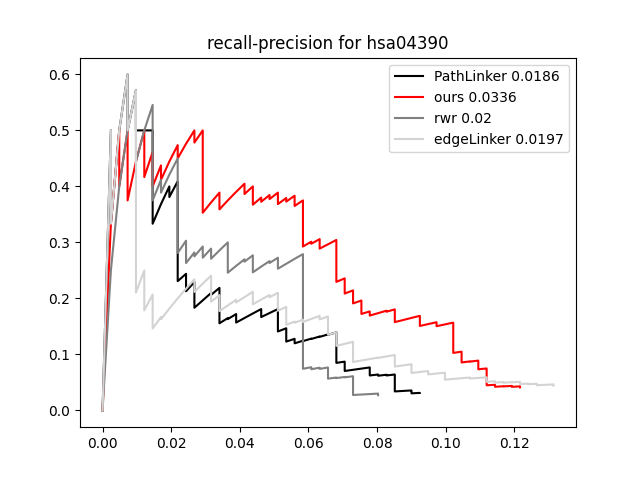 recall-precision for hsa04390
PathLinker 0.0186
ours 0.0336
rwr 0.02
edgeLinker 0.0197
0.6
0.5
0.4
0.3
0.2
0.1
0.0
0.00 0.02 0.04 0.06 0.08 0.10 0.12